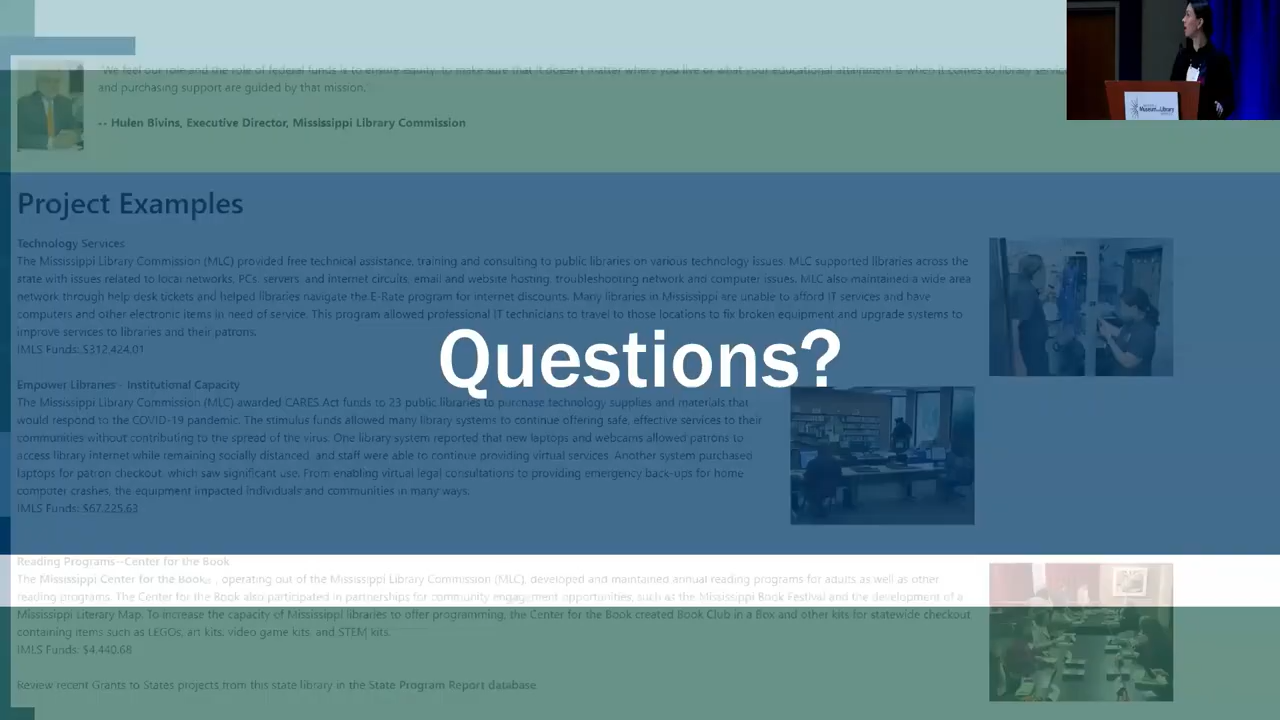 "We feel our role and the role of federal funds is to ensure equity, to make sure that it doesn't matter where you live or what your educational attainment is when it comes to library
and purchasing support are guided by that mission."
-- Hulen Bivins, Executive Director, Mississippi Library Commission
Museum and Library
Project Examples
Technology Services
The Mississippi Library Commission (MLC) provided free technical assistance, training and consulting to public libraries on various technology issues. MLC supported libraries across the
state with issues related to local networks, PCs, servers, and internet circuits, email and website hosting, troubleshooting network and computer issues. MLC also maintained a wide area
network through help desk tickets and helped libraries navigate the E-Rate program for internet discounts. Many libraries in Mississippi are unable to afford IT services and have
computers and other electronic items in need of service. This program allowed professional IT technicians to travel to those locations to fix broken equipment and upgrade systems to
improve services to libraries and their patrons.
IMLS Funds: $312,424.01
Questions?
Empower Libraries - Institutional Capacity
The Mississippi Library Commission (MLC) awarded CARES Act funds to 23 public libraries to purchase technology supplies and materials that
would respond to the COVID-19 pandemic. The stimulus funds allowed many library systems to continue offering safe, effective services to their
communities without contributing to the spread of the virus. One library system reported that new laptops and webcams allowed patrons to
access library internet while remaining socially distanced, and staff were able to continue providing virtual services. Another system purchased
laptops for patron checkout, which saw significant use. From enabling virtual legal consultations to providing emergency back-ups for home
computer crashes, the equipment impacted individuals and communities in many ways.
IMLS Funds: $67,225.63
Reading Programs--Center for the Book
The Mississippi Center for the Book, operating out of the Mississippi Library Commission (MLC), developed and maintained annual reading programs for adults as well as other
reading programs. The Center for the Book also participated in partnerships for community engagement opportunities, such as the Mississippi Book Festival and the development of a
Mississippi Literary Map. To increase the capacity of Mississippi libraries to offer programming, the Center for the Book created Book Club in a Box and other kits for statewide checkout
containing items such as LEGOs, art kits, video game kits, and STEM kits.
IMLS Funds: $4,440.68
Review recent Grants to States projects from this state library in the State Program Report database.